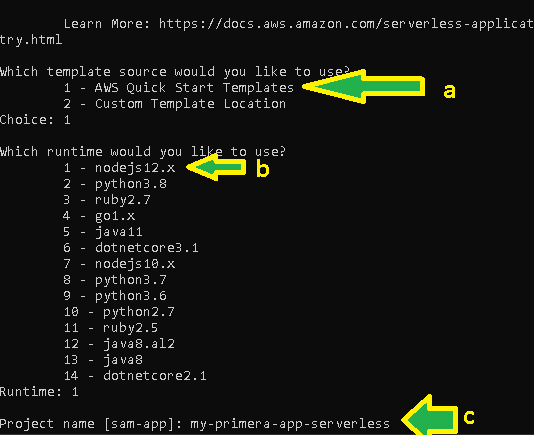 Learn More: https://docs.aws.amazon.com/serverless-applicat
try.html
Which template source would you like to use?
1 - AWS Quick Start Templates
a
2 - Custom Template Location
Choice: 1
Which runtime would you like to use?
1 - nodejs12.x
b
2 - python3.8
3 - ruby2.7
4 - go1.x
5 - java11
6 - dotnetcore3.1
7 - nodejs10.x
8 - python3.7
9 - python3.6
10 - python2.7
11 - ruby2.5
12 - java8.al2
13 - java8
14 - dotnetcore2.1
Runtime: 1
Project name [sam-app]: my-primera-app-serverless
c